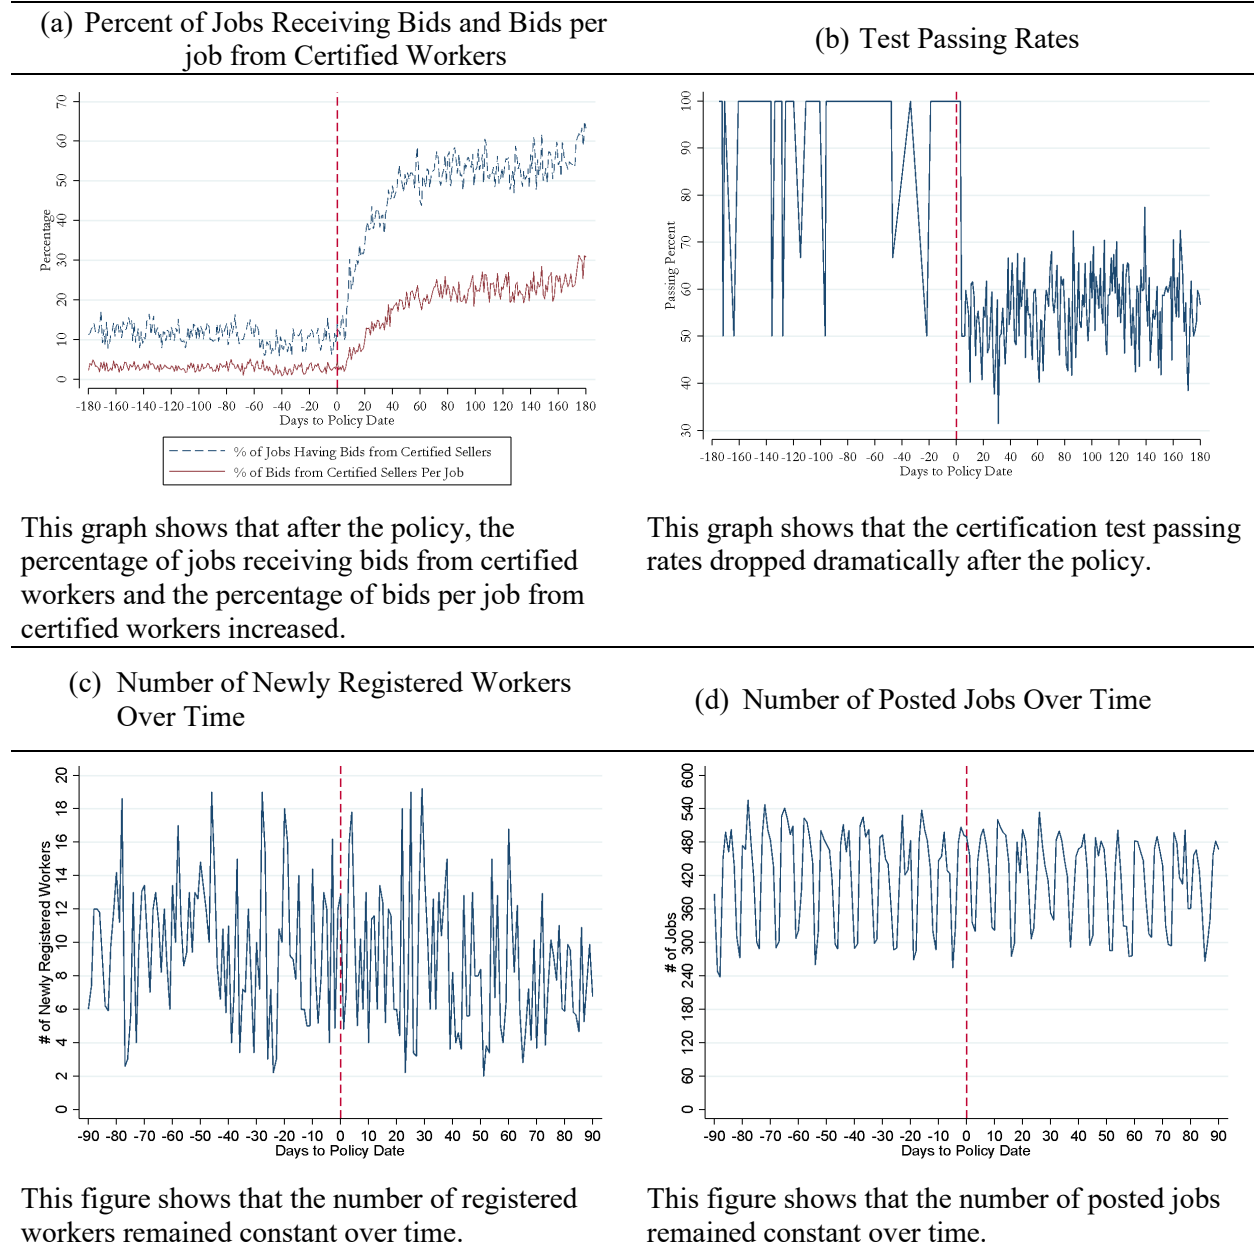 (a) Percent of Jobs Receiving Bids and Bids per
job from Certified Workers
(b) Test Passing Rates
70
60
50
40
30
20
10
0
Percentage
-180 -160 -140 -120 -100 -80 -60 -40 -20 0 20 40 60 80 100 120 140 160 180
Days to Policy Date
% of Jobs Having Bids from Certified Sellers
% of Bids from Certified Sellers Per Job
100
90
80
70
60
50
40
30
Passing Percent
-180 -160 -140 -120 -100 -80 -60 -40 -20 0 20 40 60 80 100 120 140 160 180
Days to Policy Date
This graph shows that after the policy, the
percentage of jobs receiving bids from certified
workers and the percentage of bids per job from
certified workers increased.
This graph shows that the certification test passing
rates dropped dramatically after the policy.
(c) Number of Newly Registered Workers
Over Time
(d) Number of Posted Jobs Over Time
20
18
16
14
12
10
8
6
4
2
0
# of Newly Registered Workers
-90 -80 -70 -60 -50 -40 -30 -20 -10 0 10 20 30 40 50 60 70 80 90
Days to Policy Date
600
540
480
420
360
300
240
180
120
60
0
# of Jobs
-90 -80 -70 -60 -50 -40 -30 -20 -10 0 10 20 30 40 50 60 70 80 90
Days to Policy Date
This figure shows that the number of registered
workers remained constant over time.
This figure shows that the number of posted jobs
remained constant over time.